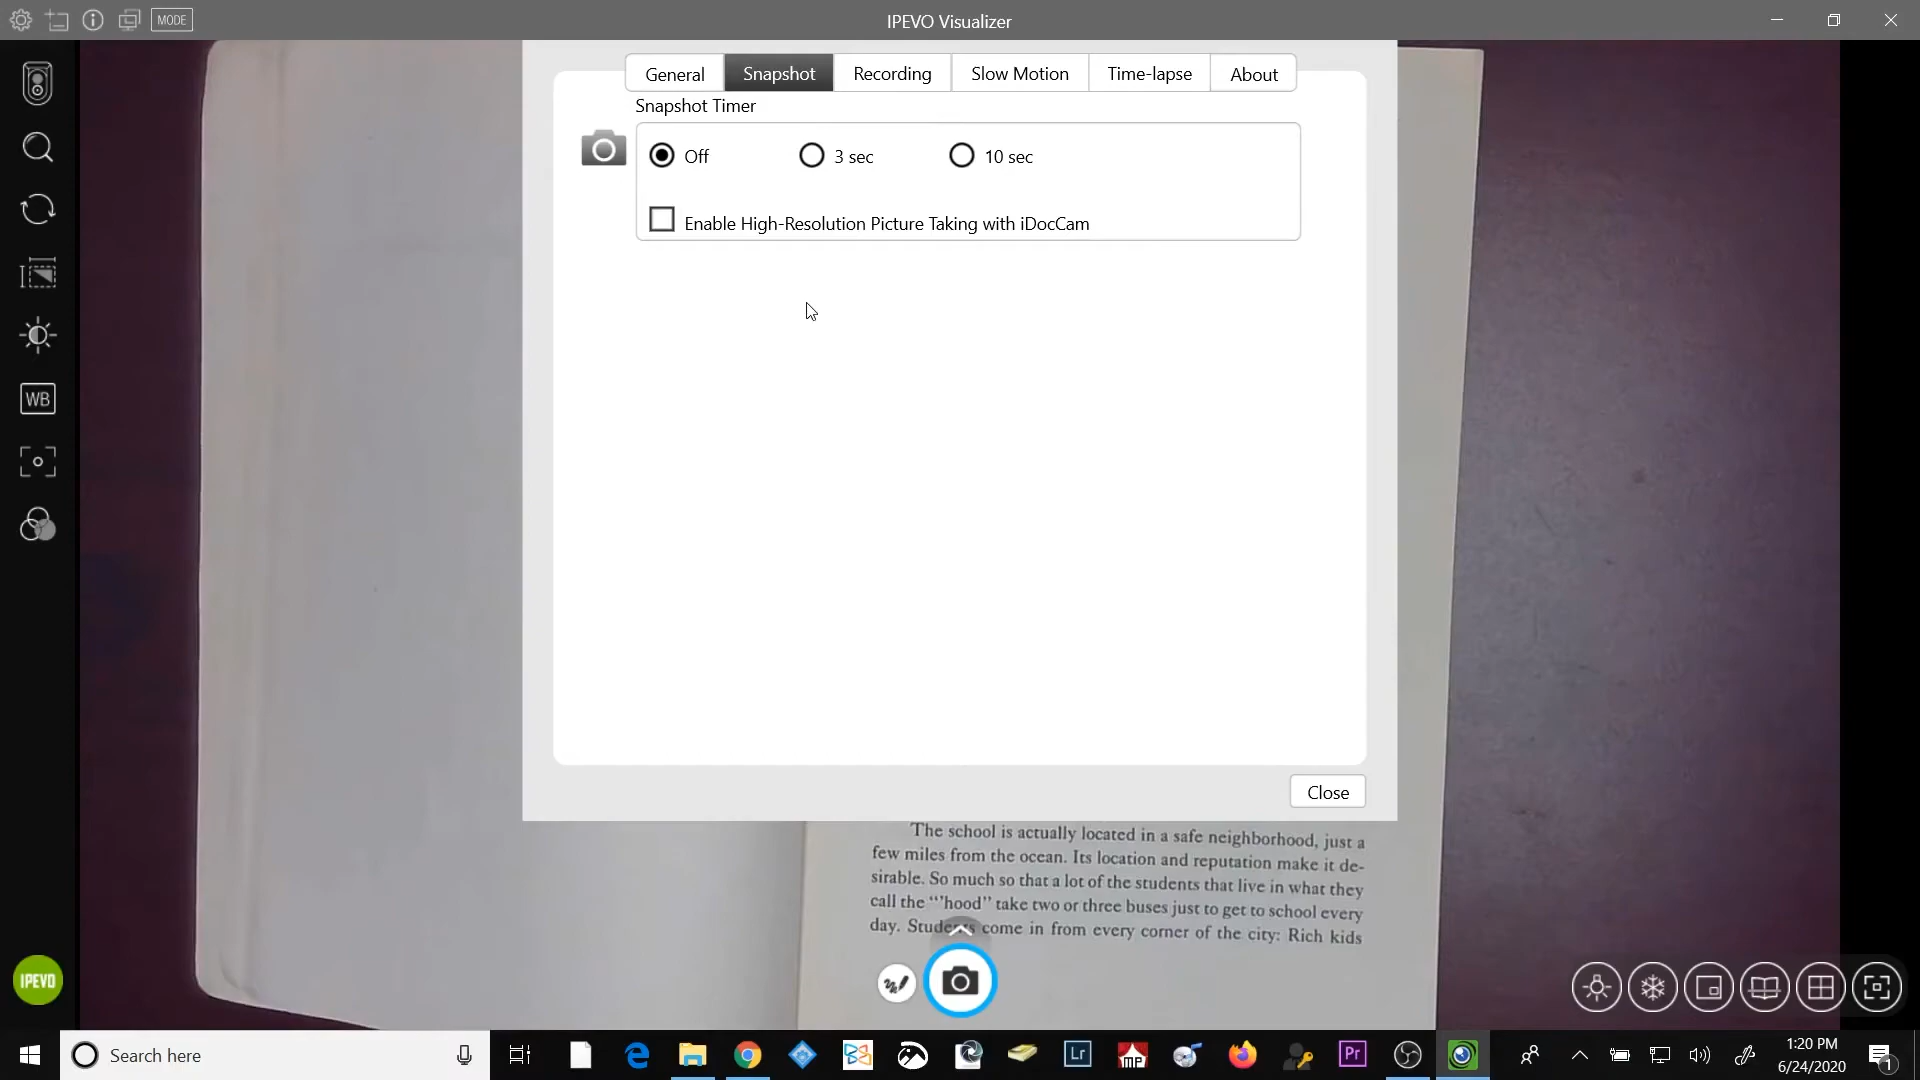 MODE
IPEVO Visualizer
General
Snapshot
Recording
Slow Motion
Time-lapse
About
Snapshot Timer
Off
3 sec
10 sec
Enable High-Resolution Picture Taking with iDocCam
WB
Close
The school is actually located in a safe neighborhood, just a
few miles from the ocean. Its location and reputation make it de-
sirable. So much so that a lot of the students that live in what they
call the "'hood" take two or three buses just to get to school every
day. Students come in from every corner of the city: Rich kids
IPEVO
Search here
Lr
MP
Pr
1:20 PM
6/24/2020
1